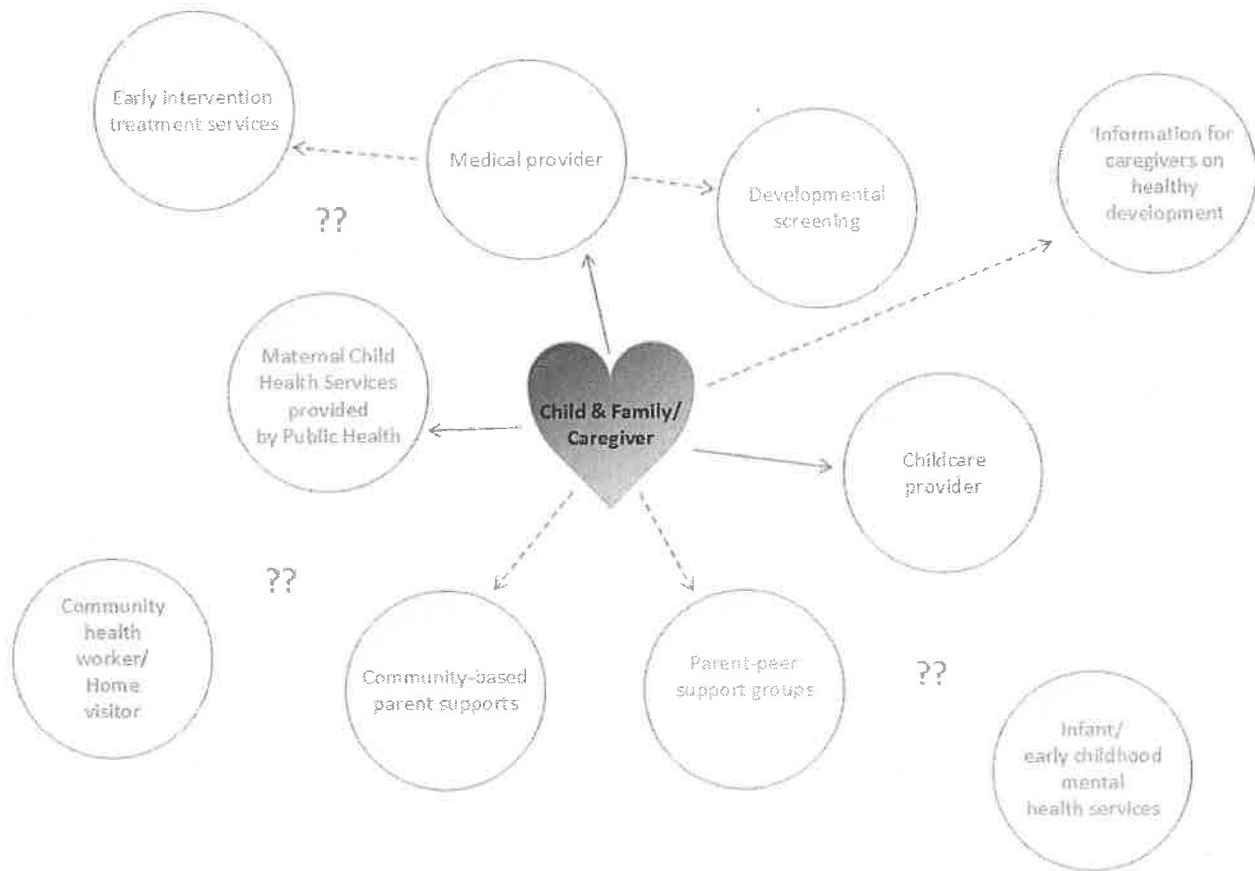 Early intervention
treatment services
Medical provider
Developmental
screening
Information for
caregivers on
healthy
development
??
Maternal Child
Health Services
provided
by Public Health
Child & Family/
Caregiver
Childcare
provider
??
Community
health
worker/
Home
visitor
Community-based
parent supports
Parent-peer
support groups
??
Infant/
early childhood
mental
health services